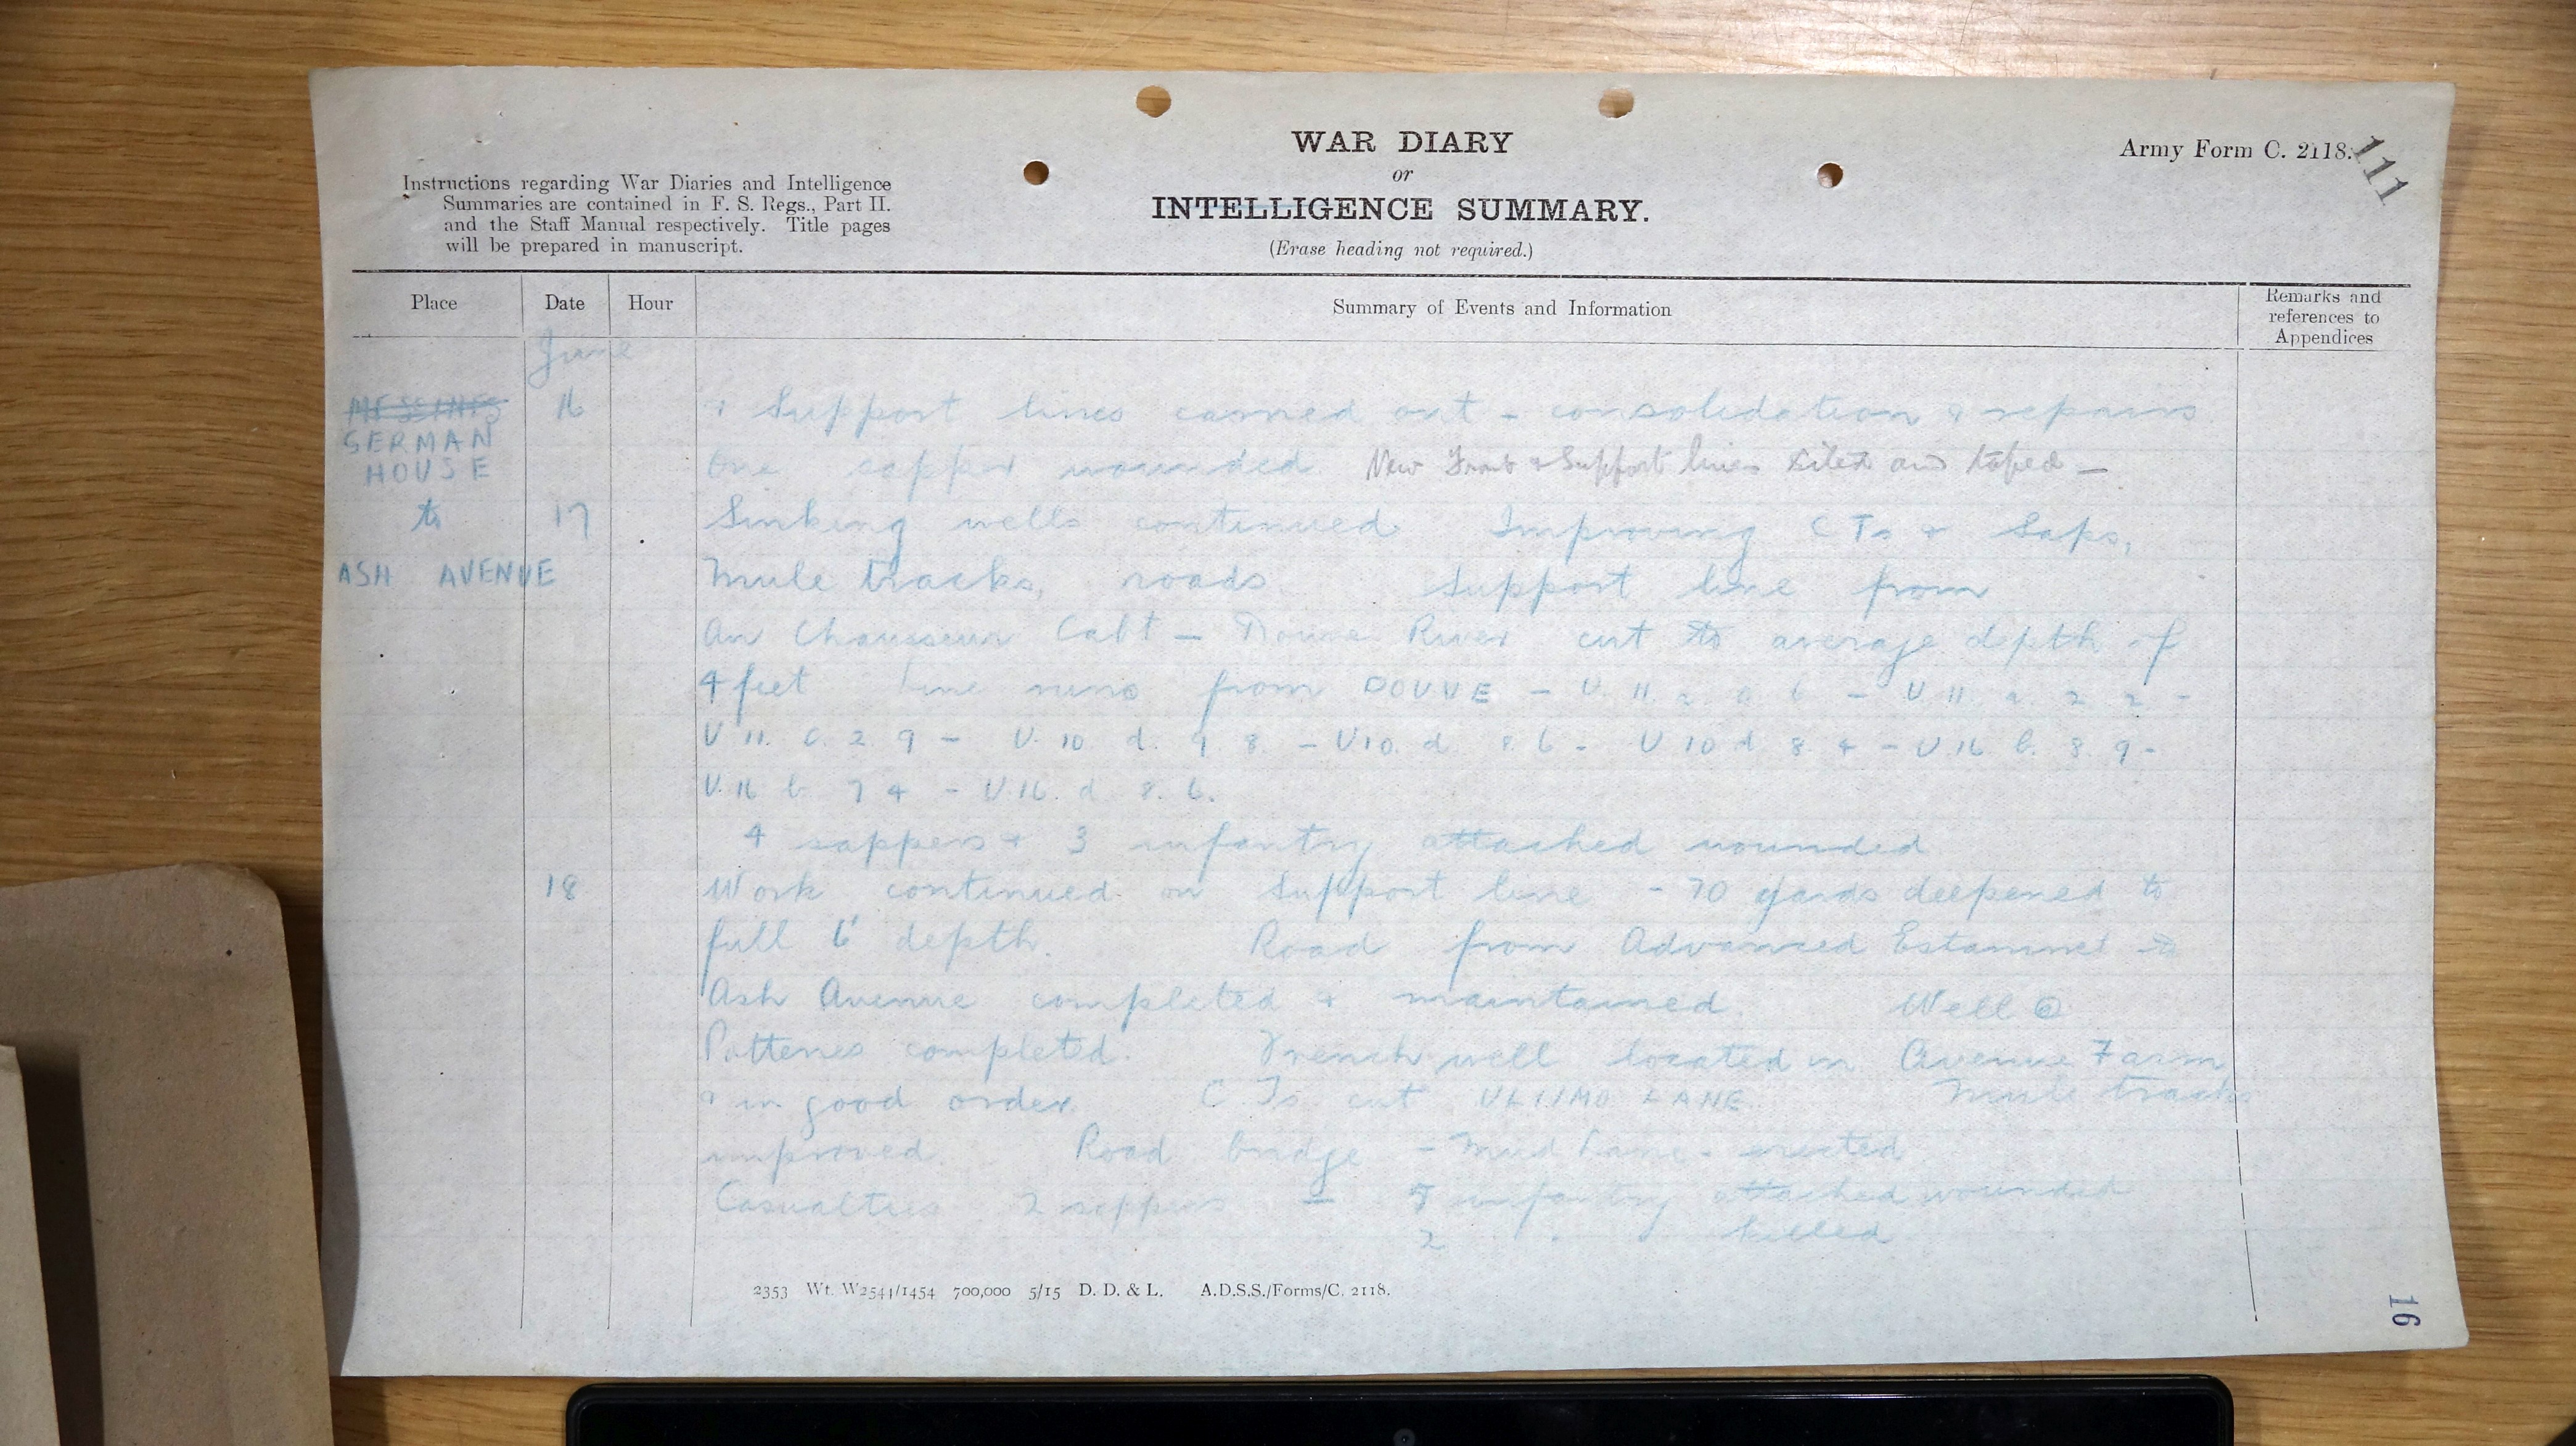 WAR DIARY
or
INTELLIGENCE SUMMARY.
(Erase heading not required.)
Army Form C. 2118.
111
Instructions regarding War Diaries and Intelligence
Summaries are contained in F. S. Regs., Part II.
and the Staff Manual respectively. Title pages
will be prepared in manuscript.
Place Date Hour Summary of Events and Information Remarks and references to Appendices
June
MESSINES 16 + Support lines carried out - consolidation & repairs
GERMAN
HOUSE One sapper wounded New Front & Support lines sited and taped -
to 17 Sinking wells continued Improving C Ts & Saps,
ASH AVENUE Mule tracks, roads Support line from
Au Chausseur Cabt - Douve River cut to average depth of
4 feet Line runs from DOUVE - U 11 a 0 6 - U 11. a. 2 2 -
U 11. C. 2. 9 - U. 10 d. 9. 8. - U10. d 8. 6 - U 10 d 8 4 - U.16 b. 8. 9 -
U. 16 b 7 4 - U.16. d 8. 6.
4 sappers + 3 infantry attached wounded
18 Work continued on Support line - 70 yards deepened to
full 6' depth. Road from Advanced Estaminet to
Ash Avenue completed & maintained Well @
Potteries completed. French well located in Avenue Farm
& in good order C Ts cut LANE Mule tracks
improved. Road bridge - Mud Lane - erected
Casualties 2 sappers - infantry attached wounded
2 killed
2353 Wt. W2544/1454 700,000 5/15 D. D. & L. A.D.S.S./Forms/C. 2118.
16